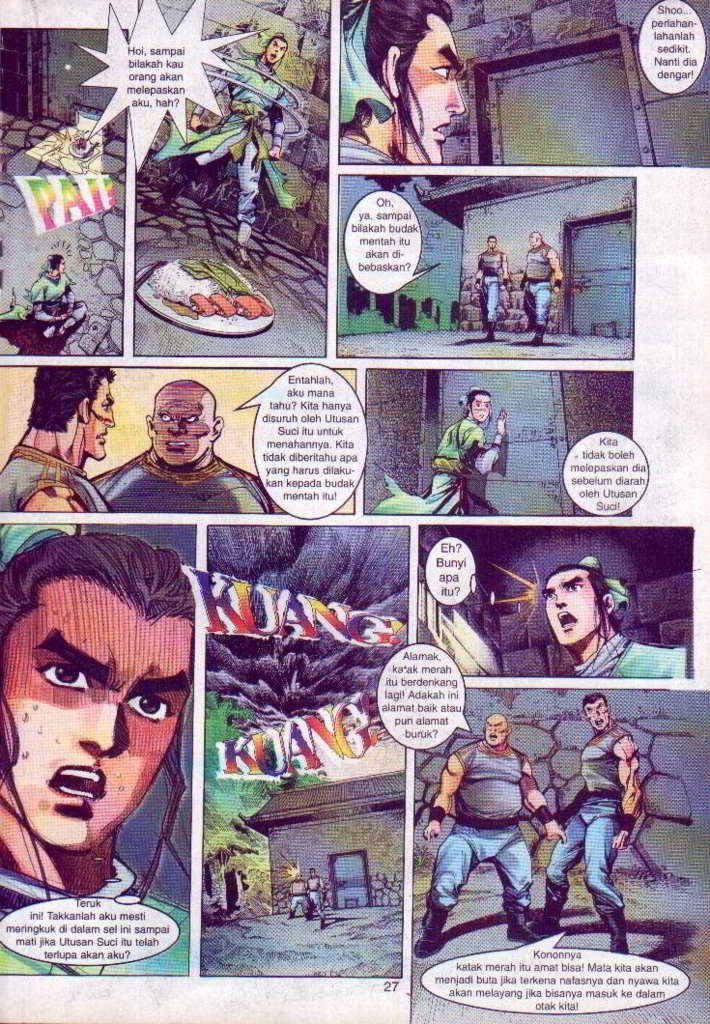 Hoi, sampai
bilakah kau
orang akan
melepaskan
aku, hah?
PAP!
Shoo...
perlahan-
lahanlah
sedikit.
Nanti dia
dengar!
Oh,
ya, sampai
bilakah budak
mentah itu
akan di-
bebaskan?
Entahlah,
aku mana
tahu? Kita hanya
disuruh oleh Utusan
Suci itu untuk
menahannya. Kita
tidak diberitahu apa
yang harus dilaku-
kan kepada budak
mentah itu!
Kita
tidak boleh
melepaskan dia
sebelum diarah
oleh Utusan
Suci!
Teruk
ini! Takkanlah aku mesti
meringkuk di dalam sel ini sampai
mati jika Utusan Suci itu telah
terlupa akan aku?
KUANG!
KUANG!
Eh?
Bunyi
apa
itu?
Alamak,
katak merah
itu berdenkang
lagi! Adakah ini
alamat baik atau
pun alamat
buruk?
Kononnya
katak merah itu amat bisa! Mata kita akan
menjadi buta jika terkena nafasnya dan nyawa kita
akan melayang jika bisanya masuk ke dalam
otak kita!
27